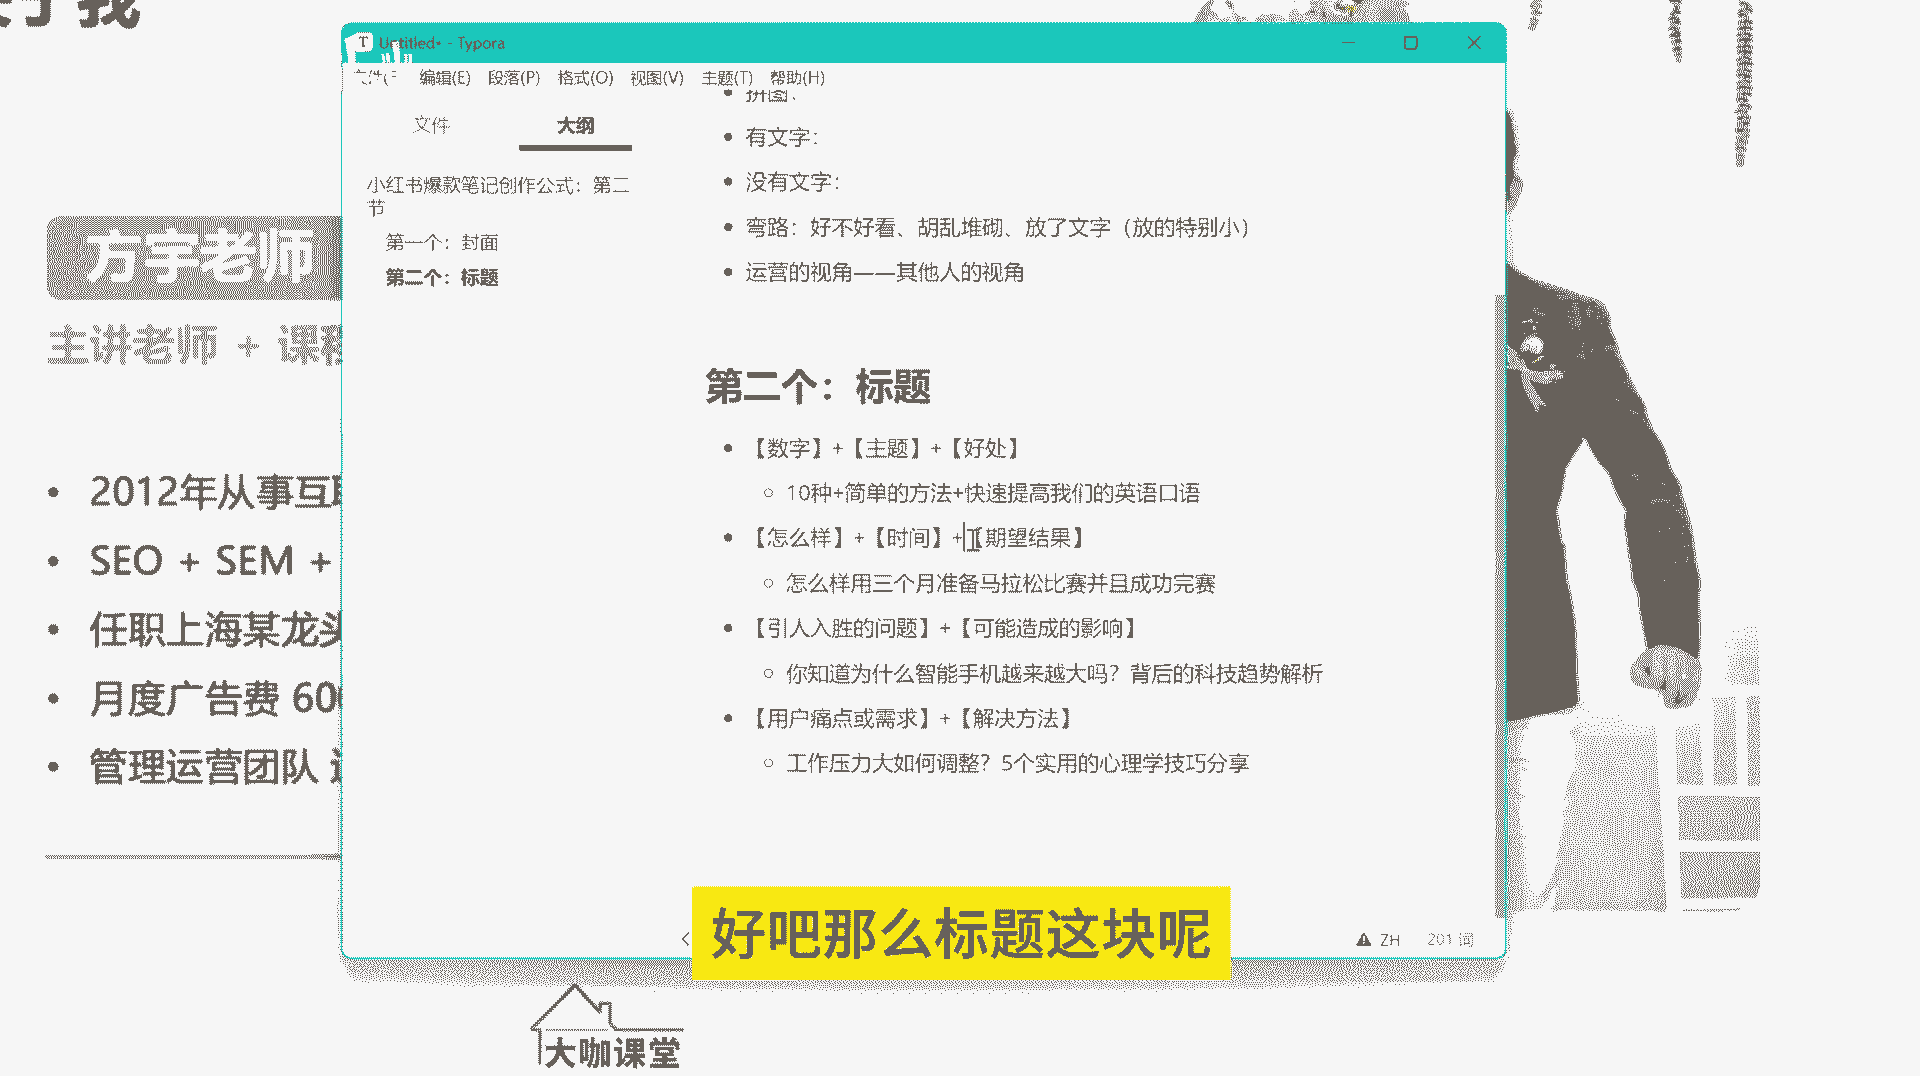 Untitled• - Typora
编辑(E) 段落(P) 格式(O) 视图(V) 主题(T) 帮助(H)
文件 大纲
小红书爆款笔记创作公式：第二
节
第一个：封面
第二个：标题
拼图：
有文字：
没有文字：
弯路：好不好看、胡乱堆砌、放了文字（放的特别小）
运营的视角——其他人的视角
第二个：标题
【数字】+【主题】+【好处】
10种+简单的方法+快速提高我们的英语口语
【怎么样】+【时间】+【期望结果】
怎么样用三个月准备马拉松比赛并且成功完赛
【引人入胜的问题】+【可能造成的影响】
你知道为什么智能手机越来越大吗？背后的科技趋势解析
【用户痛点或需求】+【解决方法】
工作压力大如何调整？5个实用的心理学技巧分享
ZH 201 词
方宇老师
主讲老师 + 课程
2012年从事互联
SEO + SEM +
任职上海某龙头
月度广告费 600
管理运营团队
好吧那么标题这块呢
大咖课堂